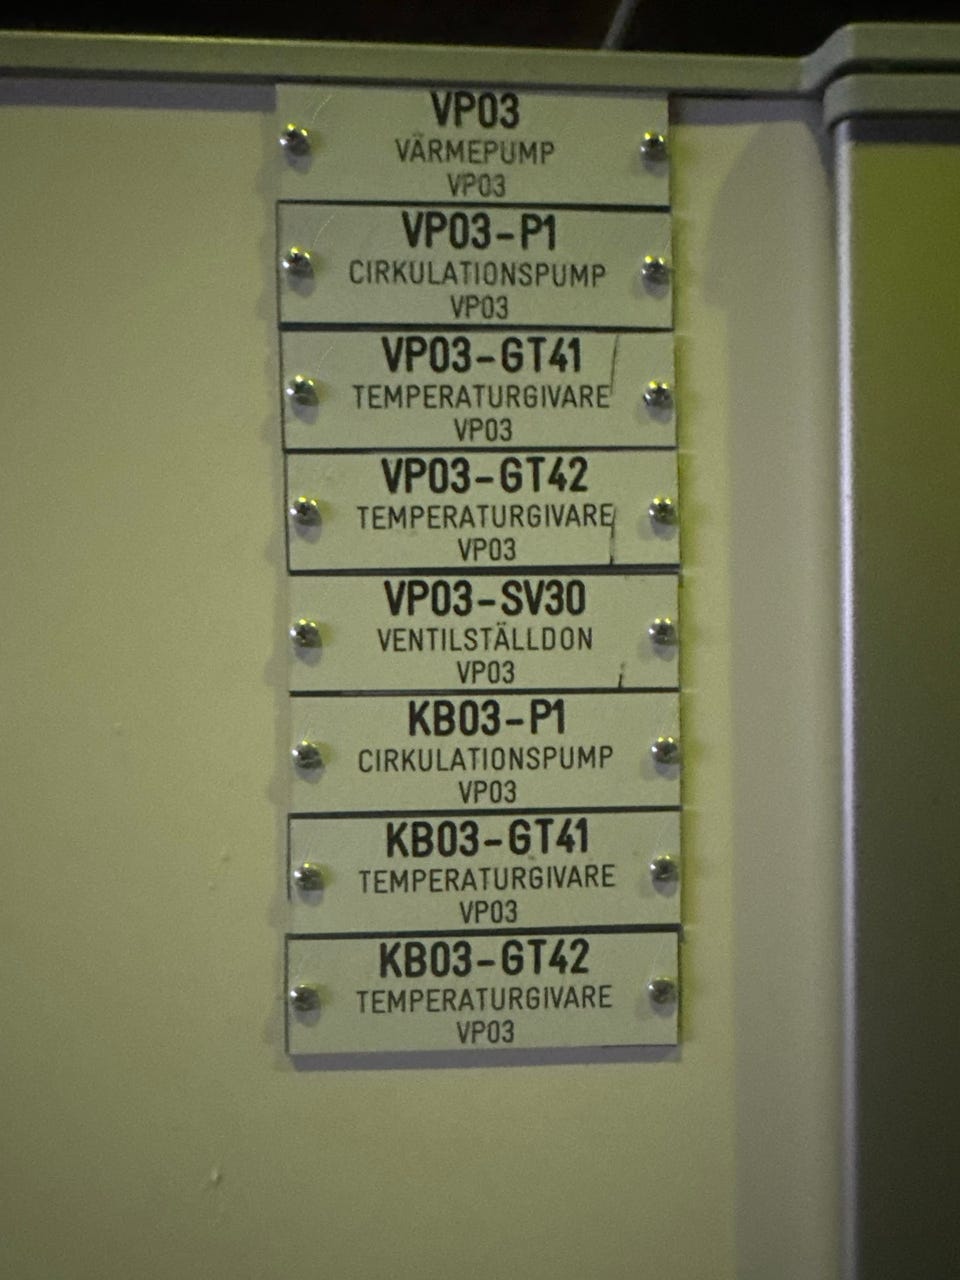 VP03
VÄRMEPUMP
VP03
VP03-P1
CIRKULATIONSPUMP
VP03
VP03-GT41
TEMPERATURGIVARE
VP03
VP03-GT42
TEMPERATURGIVARE
VP03
VP03-SV30
VENTILSTÄLLDON
VP03
KB03-P1
CIRKULATIONSPUMP
VP03
KB03-GT41
TEMPERATURGIVARE
VP03
KB03-GT42
TEMPERATURGIVARE
VP03